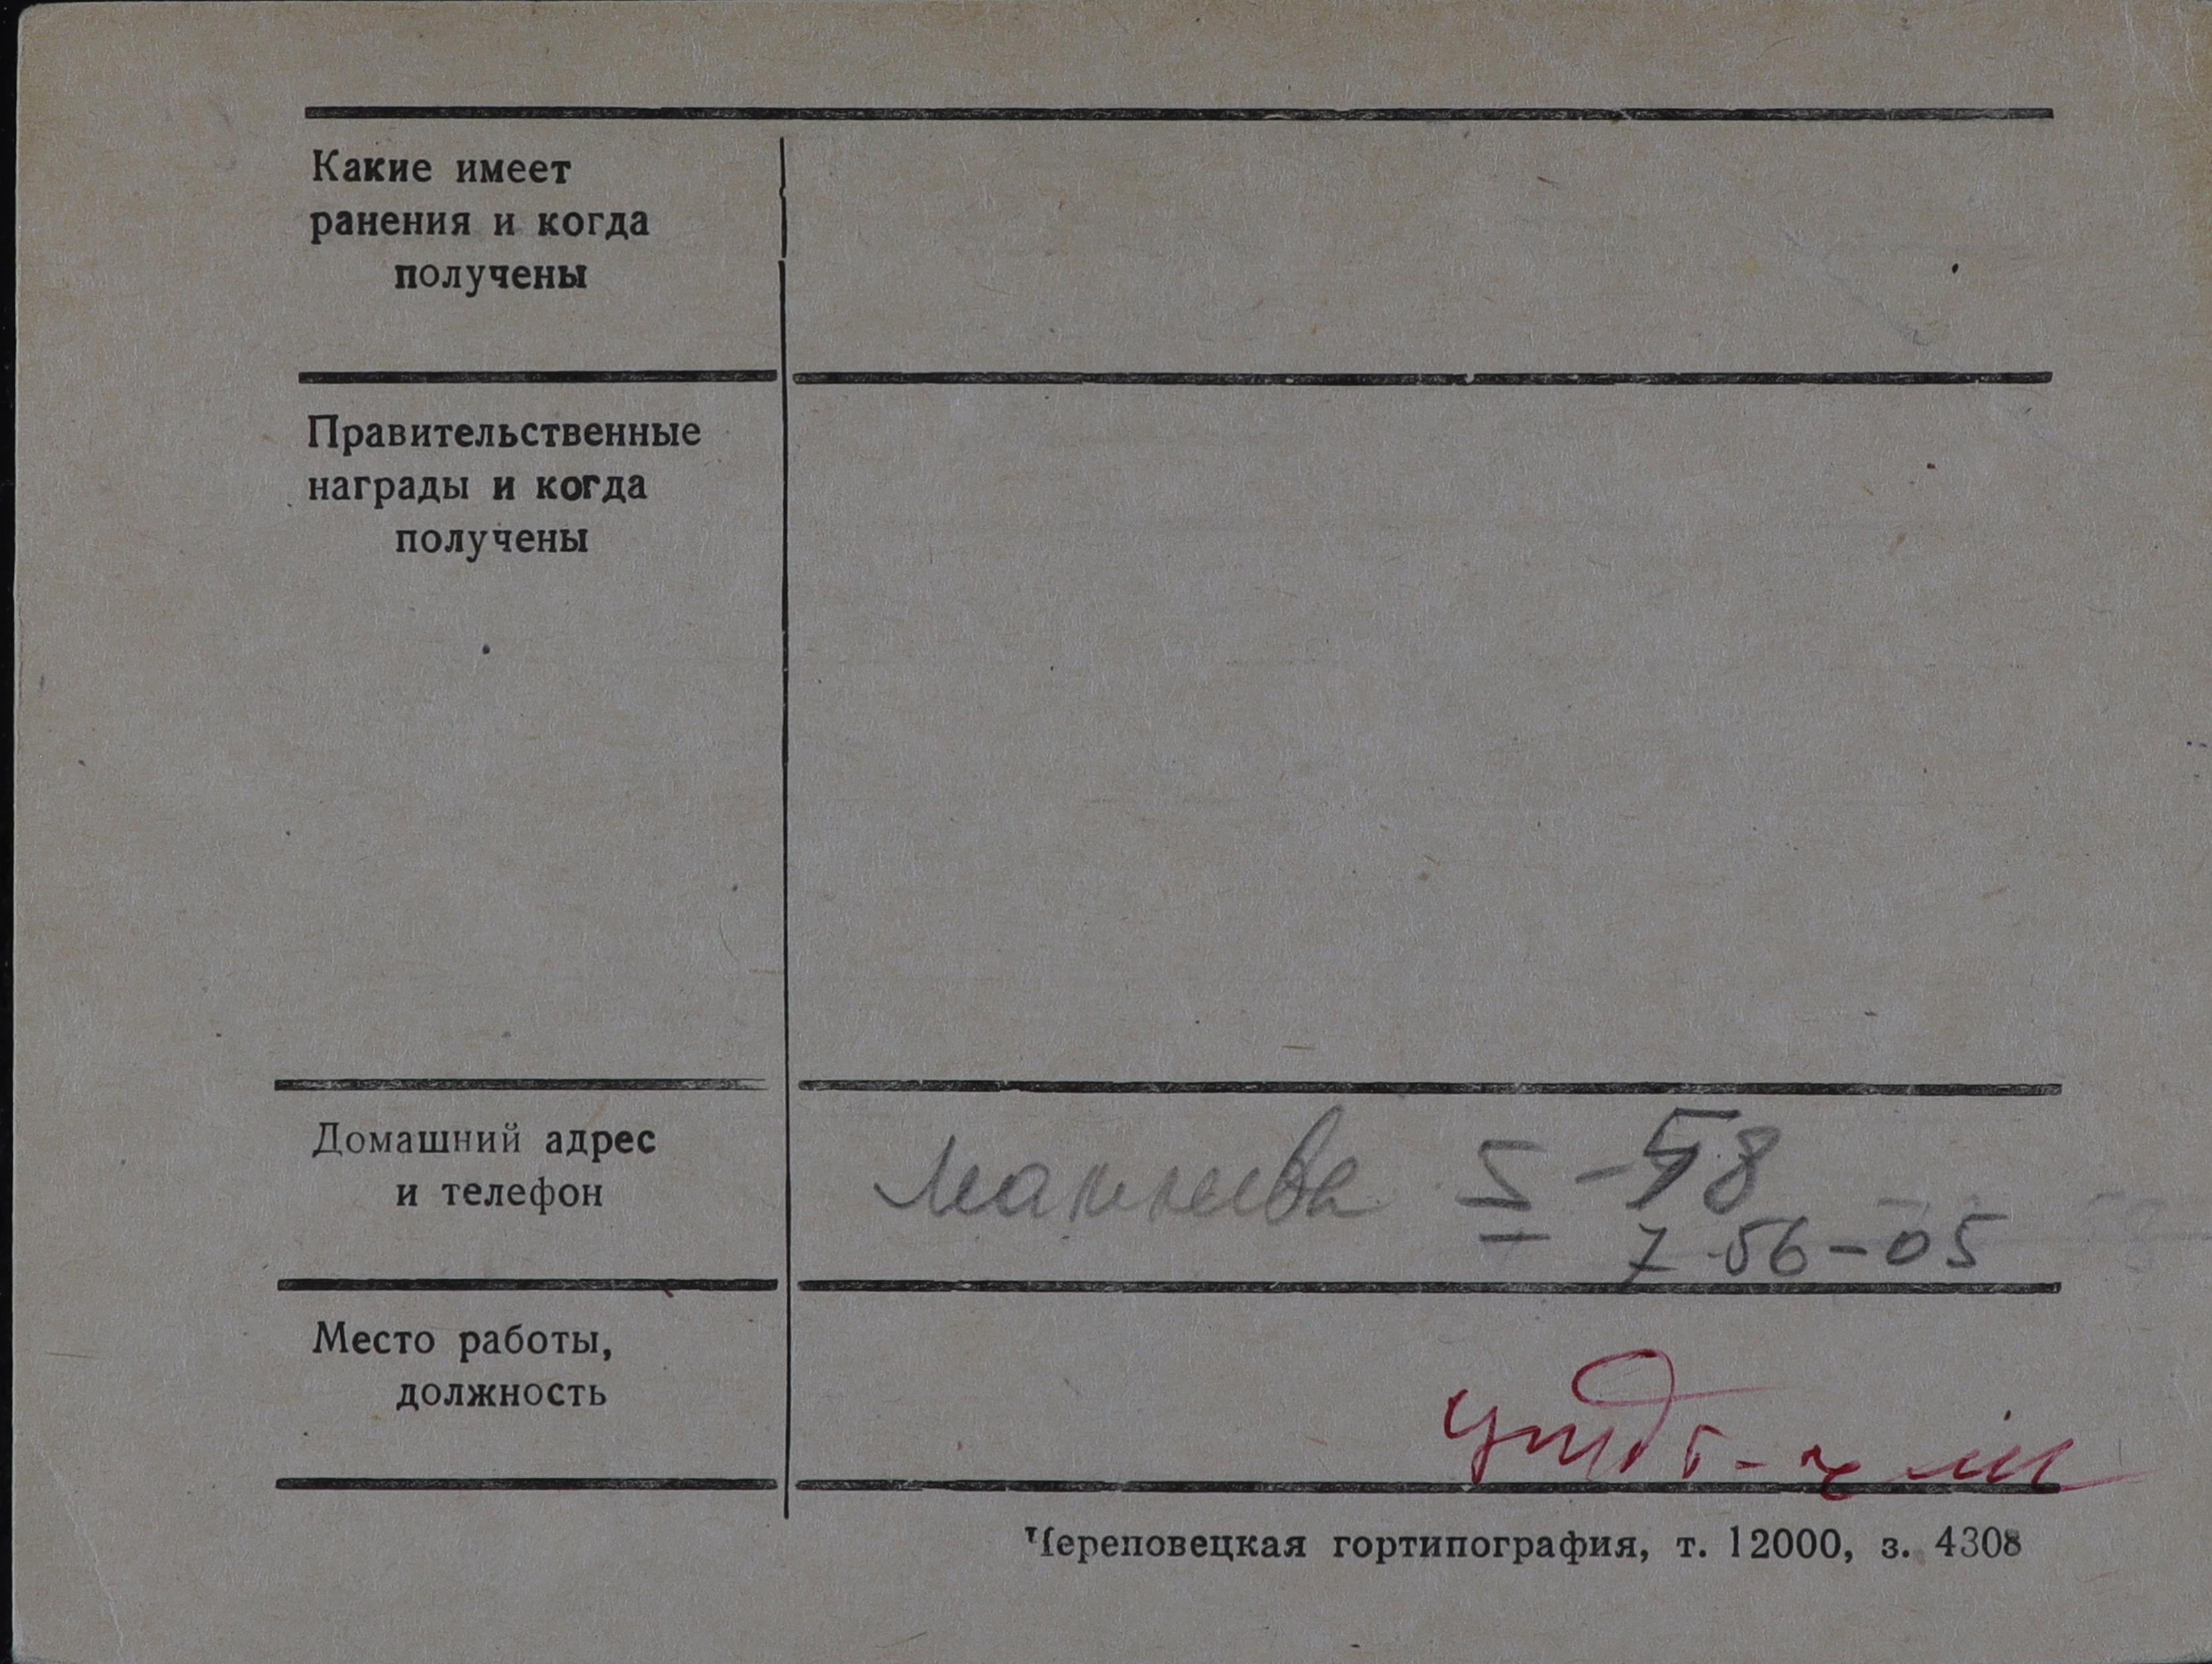 Какие имеет
ранения и когда
получены
Правительственные
награды и когда
получены
Домашний адрес
и телефон
5-58
7-56-05
Место работы,
должность
Череповецкая гортипография, т. 12000, з. 4308